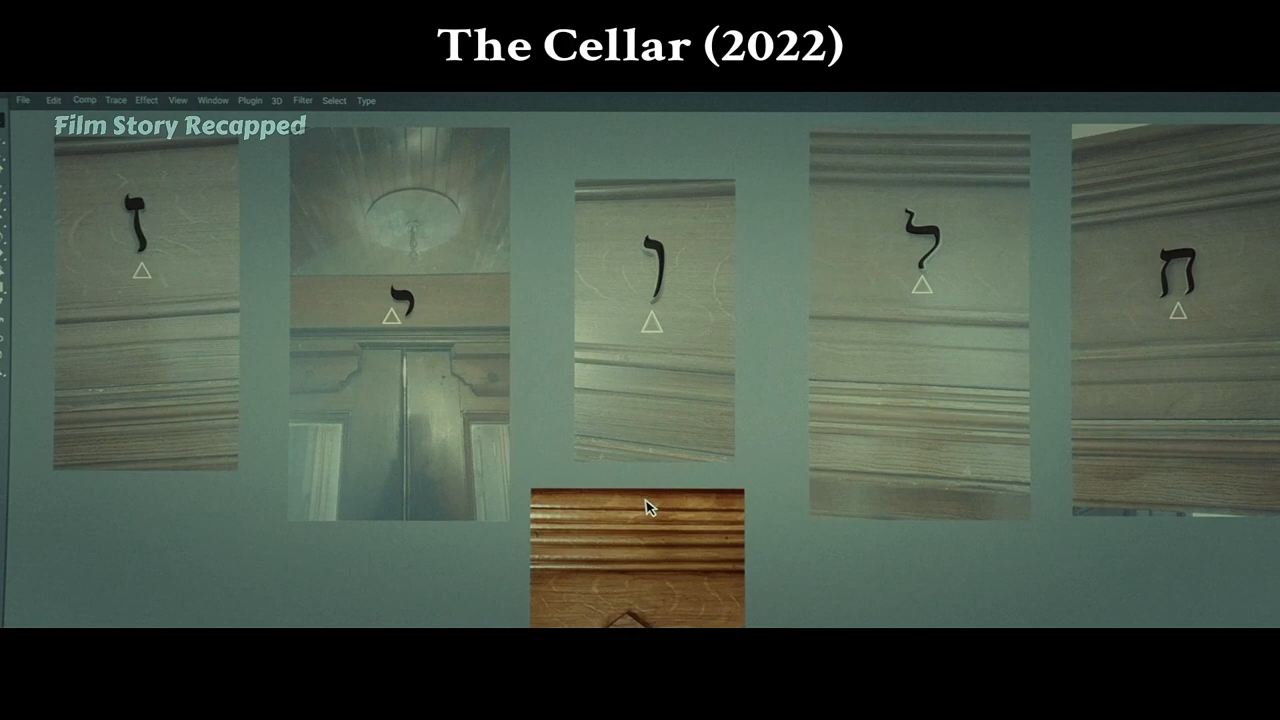 The Cellar (2022)
File Edit Comp Trace Effect View Window Plugin 3D Filter Select Type
Film Story Recapped
ז
י
ו
ל
ח